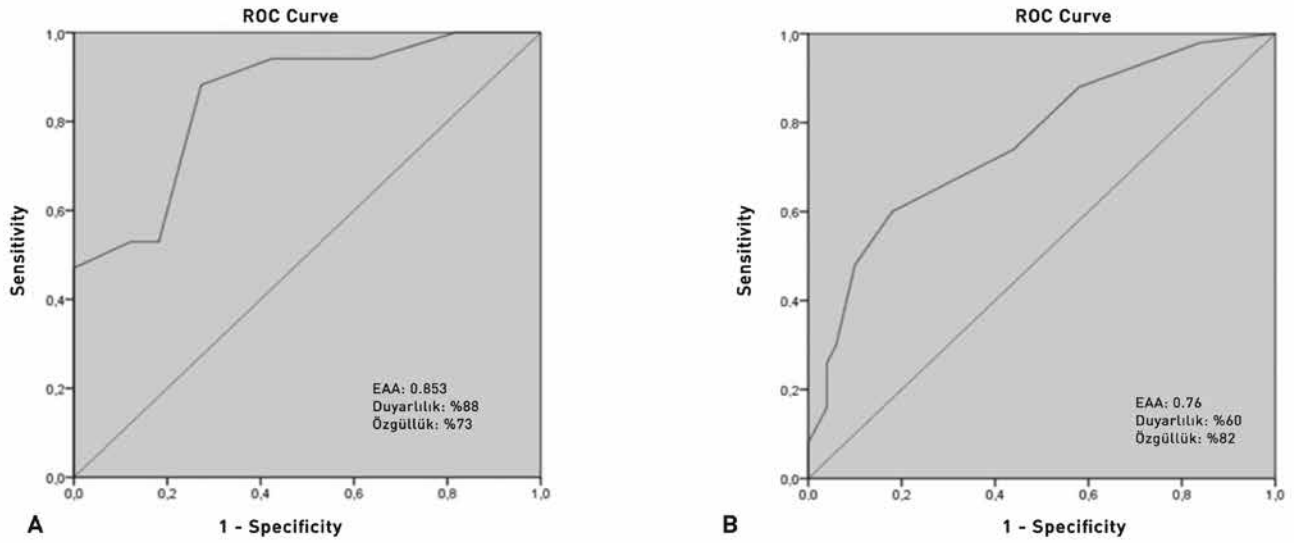 ROC Curve
1,0
0,8
0,6
0,4
0,2
0,0
Sensitivity
EAA: 0.853
Duyarlılık: %88
Özgüllük: %73
0,0 0,2 0,4 0,6 0,8 1,0
A
1 - Specificity
ROC Curve
1,0
0,8
0,6
0,4
0,2
0,0
Sensitivity
EAA: 0.76
Duyarlılık: %60
Özgüllük: %82
0,0 0,2 0,4 0,6 0,8 1,0
B
1 - Specificity